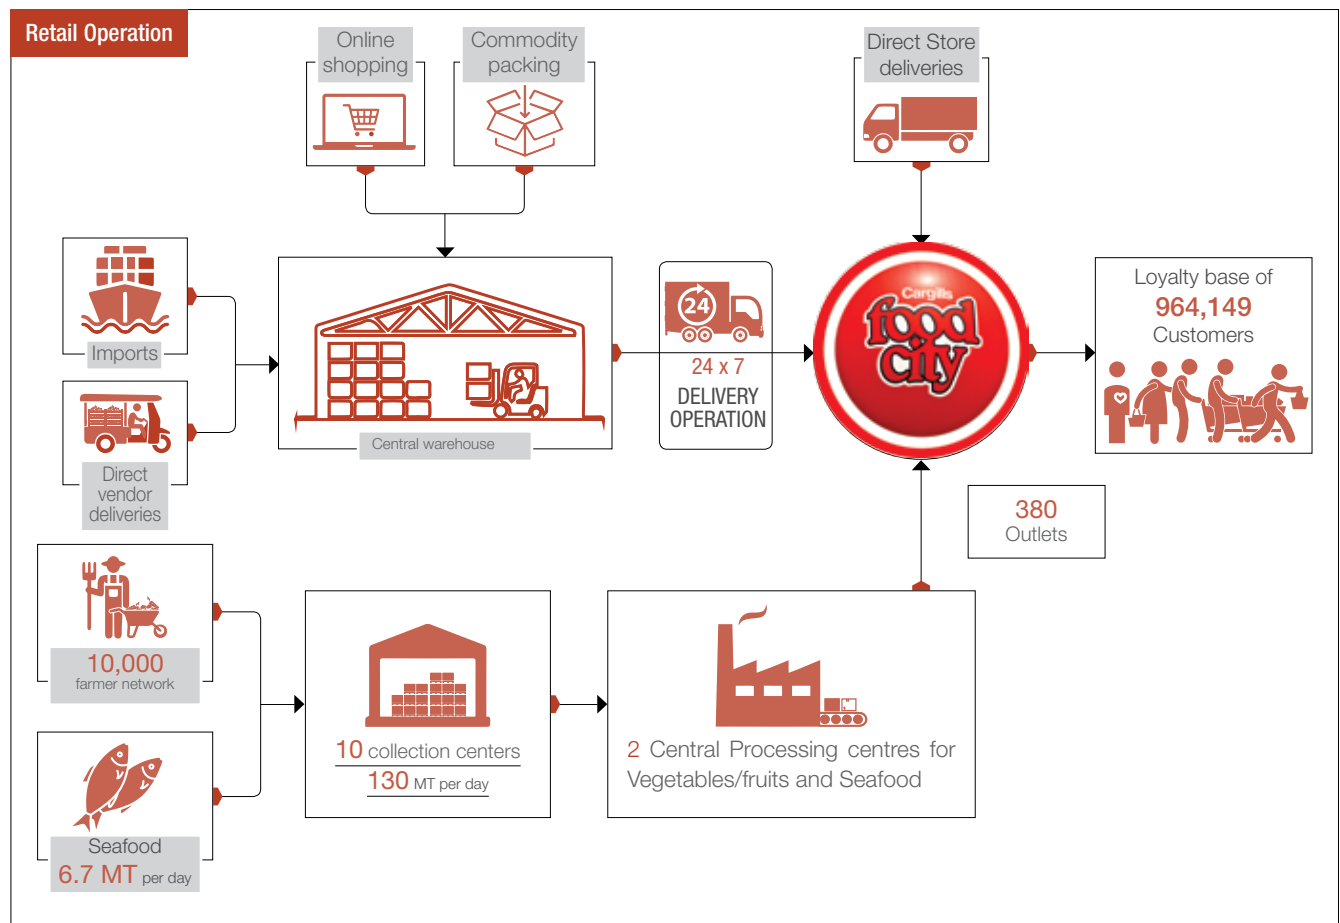 Retail Operation
Online
shopping
Commodity
packing
Direct Store
deliveries
Imports
Direct
vendor
deliveries
Central warehouse
24
24 x 7
DELIVERY
OPERATION
Cargills
food
city
Loyalty base of
964,149
Customers
380
Outlets
10,000
farmer network
Seafood
6.7 MT per day
10 collection centers
130 MT per day
2 Central Processing centres for
Vegetables/fruits and Seafood